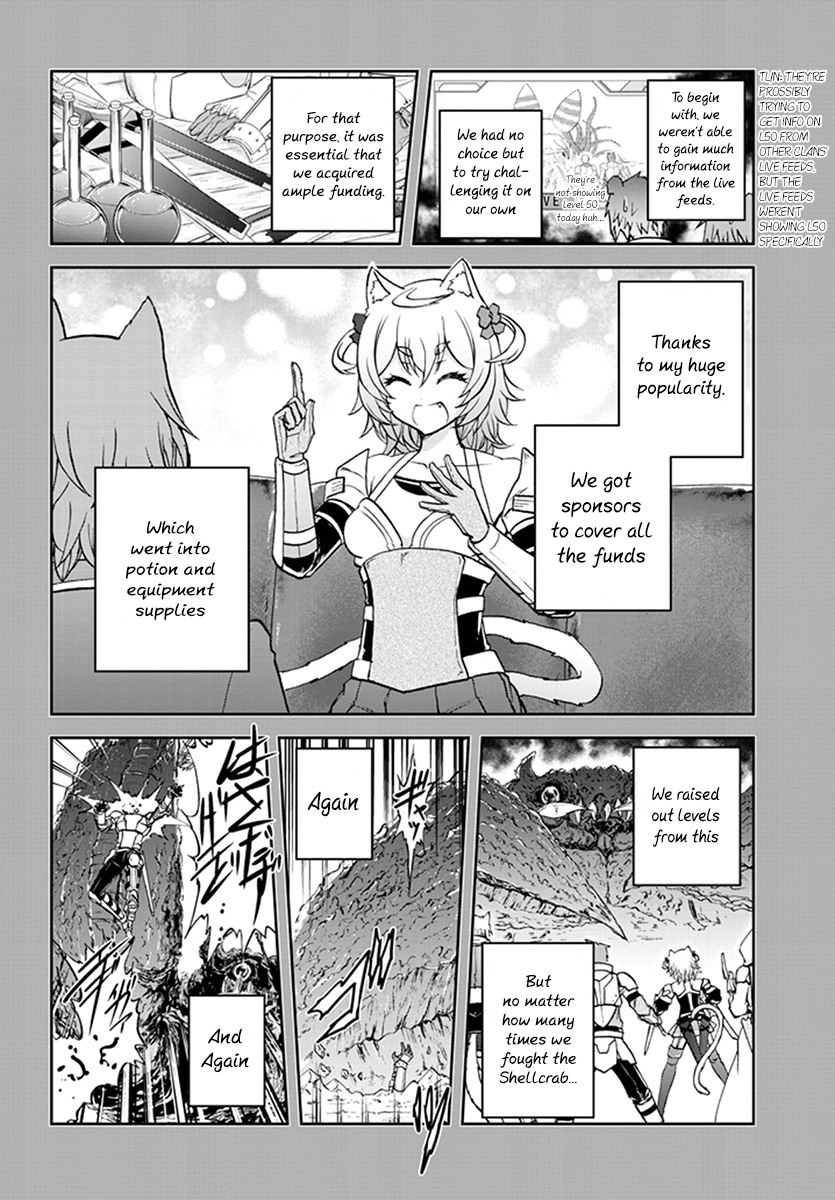 To begin
with, we
weren't able
to gain much
information
from the live
feeds.
TL/N: THEY'RE
PROSSIBLY
TRYING TO
GET INFO ON
L50 FROM
OTHER CLANS'
LIVE FEEDS,
BUT THE
LIVE FEEDS
WERENT
SHOWING L50
SPECIFICALLY
They're
not showing
level 50
today huh...
We had no
choice but
to try chal-
lenging it on
our own
For that
purpose, it was
essential that
we acquired
ample funding.
Thanks
to my huge
popularity.
We got
sponsors
to cover all
the funds
Which
went into
potion and
equipment
supplies
We raised
out levels
from this
But
no matter
how many
times we
fought the
Shellcrab...
Again
And
Again